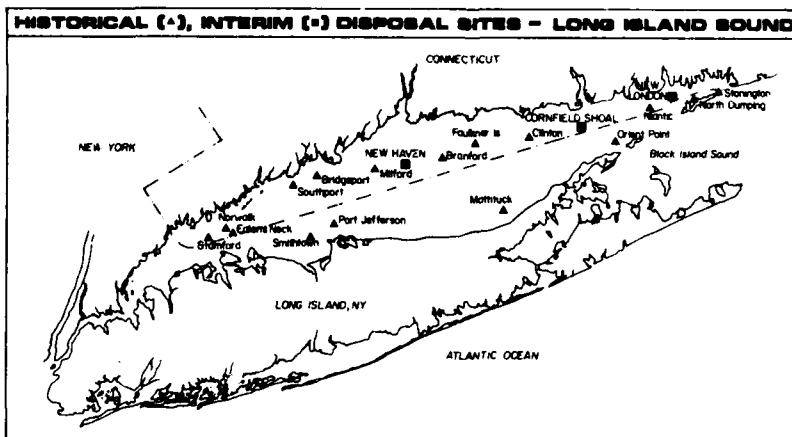 HISTORICAL (▲), INTERIM (■) DISPOSAL SITES - LONG ISLAND SOUND
CONNECTICUT
NEW YORK
Stonington
LONDON
North Dumping
Niantic
CORNFIELD SHOAL
Orient Point
Clinton
Faulkner Is
Block Island Sound
Branford
NEW HAVEN
Milford
Bridgeport
Southport
Mattituck
Norwalk
Eatons Neck
Port Jefferson
Stamford
Smithtown
LONG ISLAND, NY
ATLANTIC OCEAN